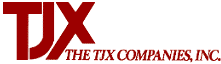 TJX
THE TJX COMPANIES, INC.